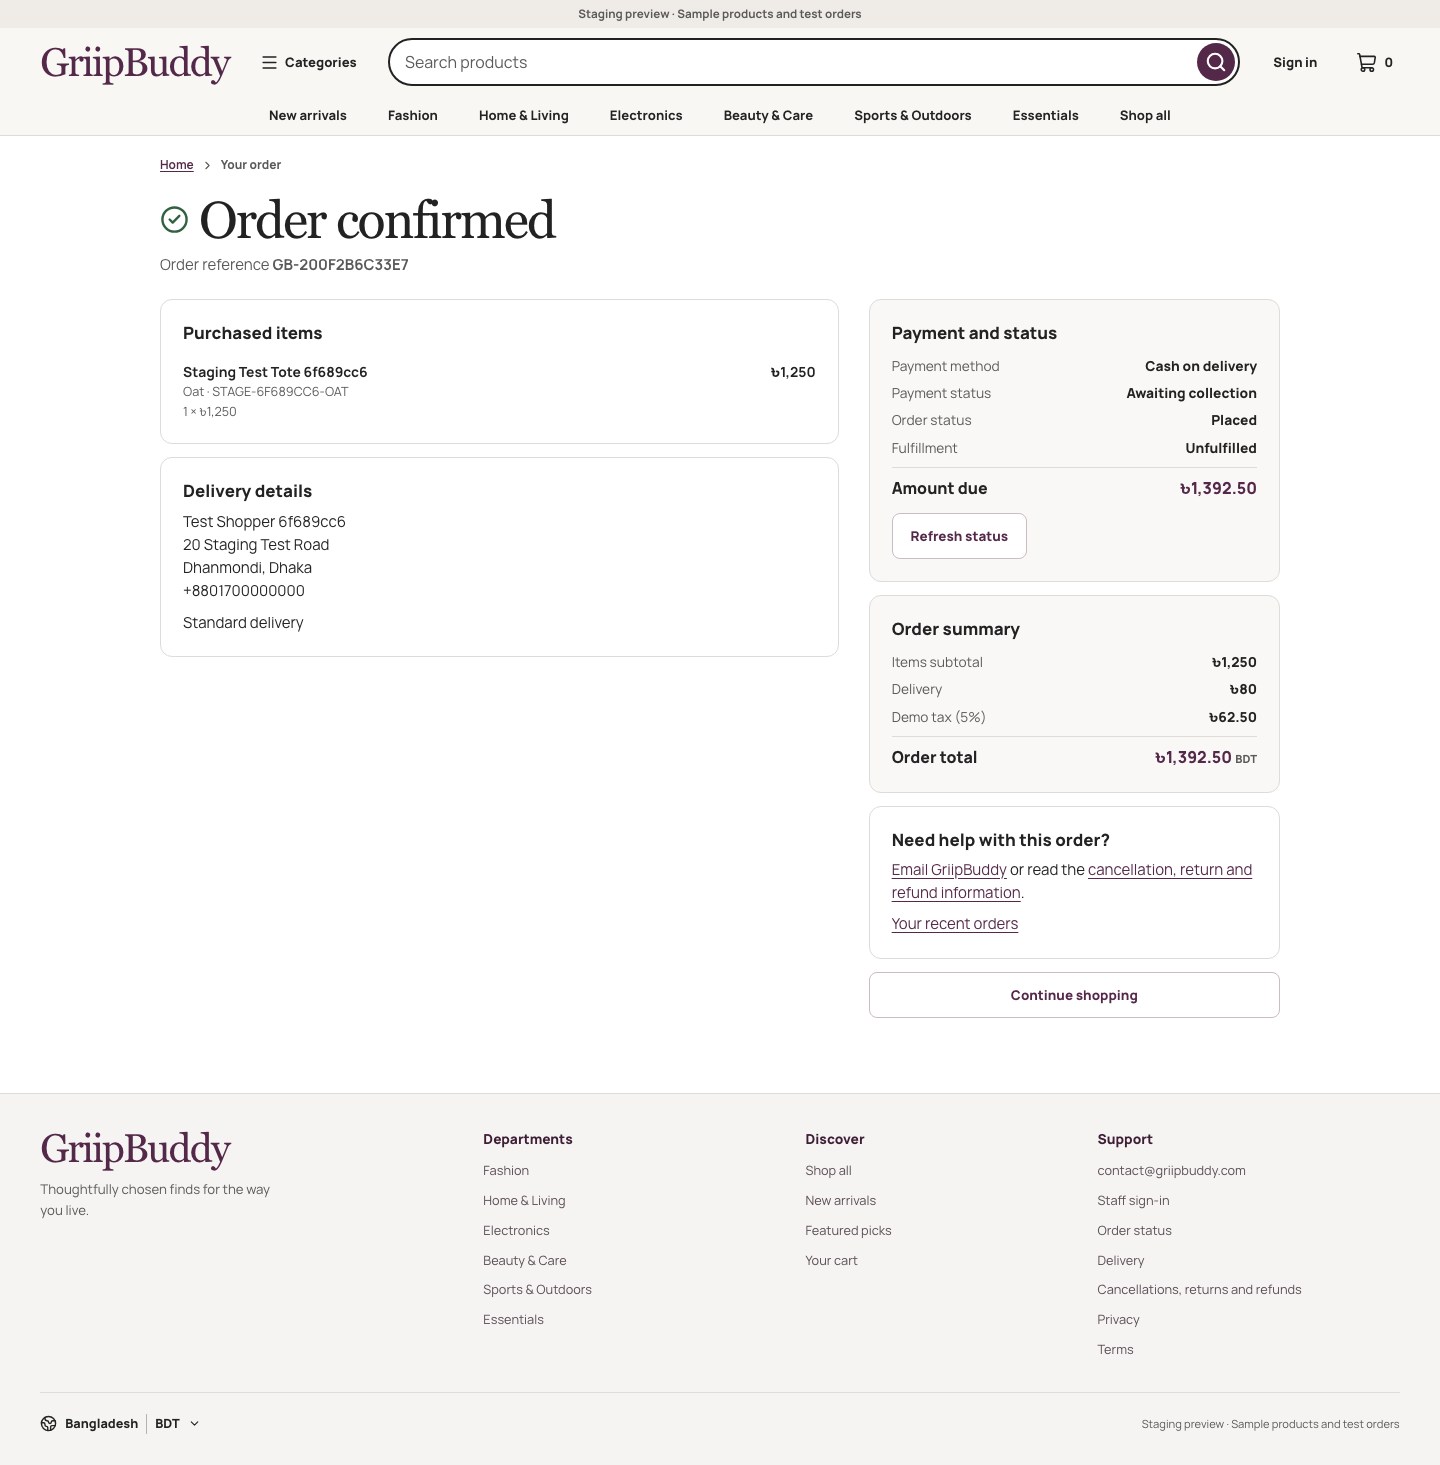 Staging preview · Sample products and test orders
GriipBuddy
Categories
Search products
Sign in
0
New arrivals Fashion Home & Living Electronics Beauty & Care Sports & Outdoors Essentials Shop all
Home > Your order
Order confirmed
Order reference GB-200F2B6C33E7
Purchased items
Staging Test Tote 6f689cc6 ৳1,250
Oat · STAGE-6F689CC6-OAT
1 × ৳1,250
Delivery details
Test Shopper 6f689cc6
20 Staging Test Road
Dhanmondi, Dhaka
+8801700000000
Standard delivery
Payment and status
Payment method Cash on delivery
Payment status Awaiting collection
Order status Placed
Fulfillment Unfulfilled
Amount due ৳1,392.50
Refresh status
Order summary
Items subtotal ৳1,250
Delivery ৳80
Demo tax (5%) ৳62.50
Order total ৳1,392.50 BDT
Need help with this order?
Email GriipBuddy or read the cancellation, return and
refund information.
Your recent orders
Continue shopping
GriipBuddy
Thoughtfully chosen finds for the way
you live.
Departments
Fashion
Home & Living
Electronics
Beauty & Care
Sports & Outdoors
Essentials
Discover
Shop all
New arrivals
Featured picks
Your cart
Support
contact@griipbuddy.com
Staff sign-in
Order status
Delivery
Cancellations, returns and refunds
Privacy
Terms
Bangladesh | BDT
Staging preview · Sample products and test orders